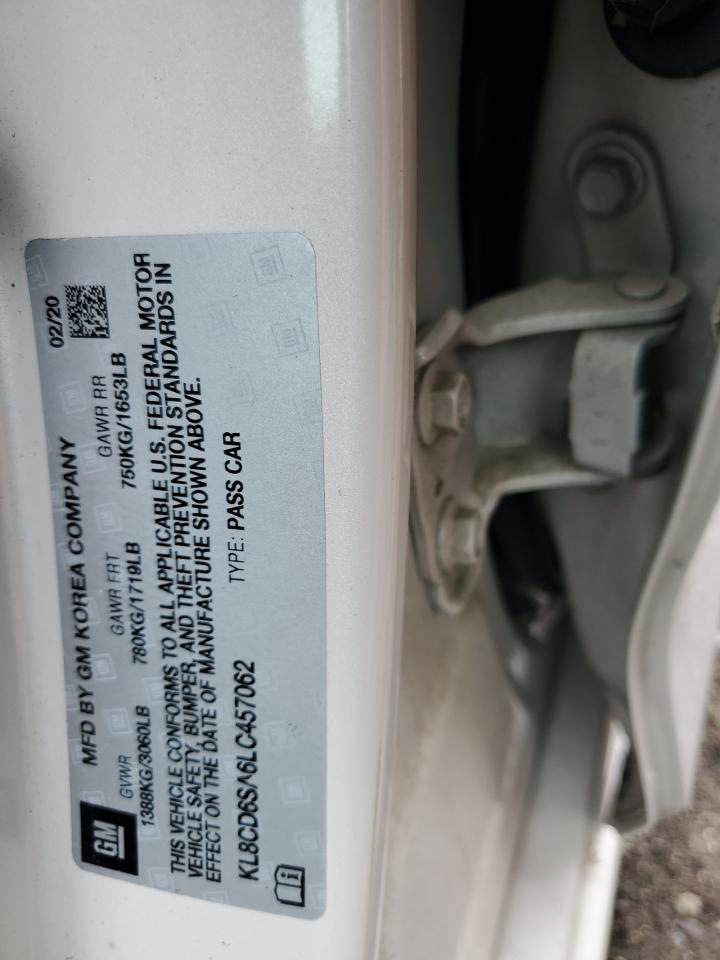 GM
MFD BY GM KOREA COMPANY 02/20
GVWR GAWR FRT GAWR RR
1388KG/3060LB 780KG/1719LB 750KG/1653LB
THIS VEHICLE CONFORMS TO ALL APPLICABLE U.S. FEDERAL MOTOR
VEHICLE SAFETY, BUMPER, AND THEFT PREVENTION STANDARDS IN
EFFECT ON THE DATE OF MANUFACTURE SHOWN ABOVE.
KL8CD6SA6LC457062 TYPE: PASS CAR